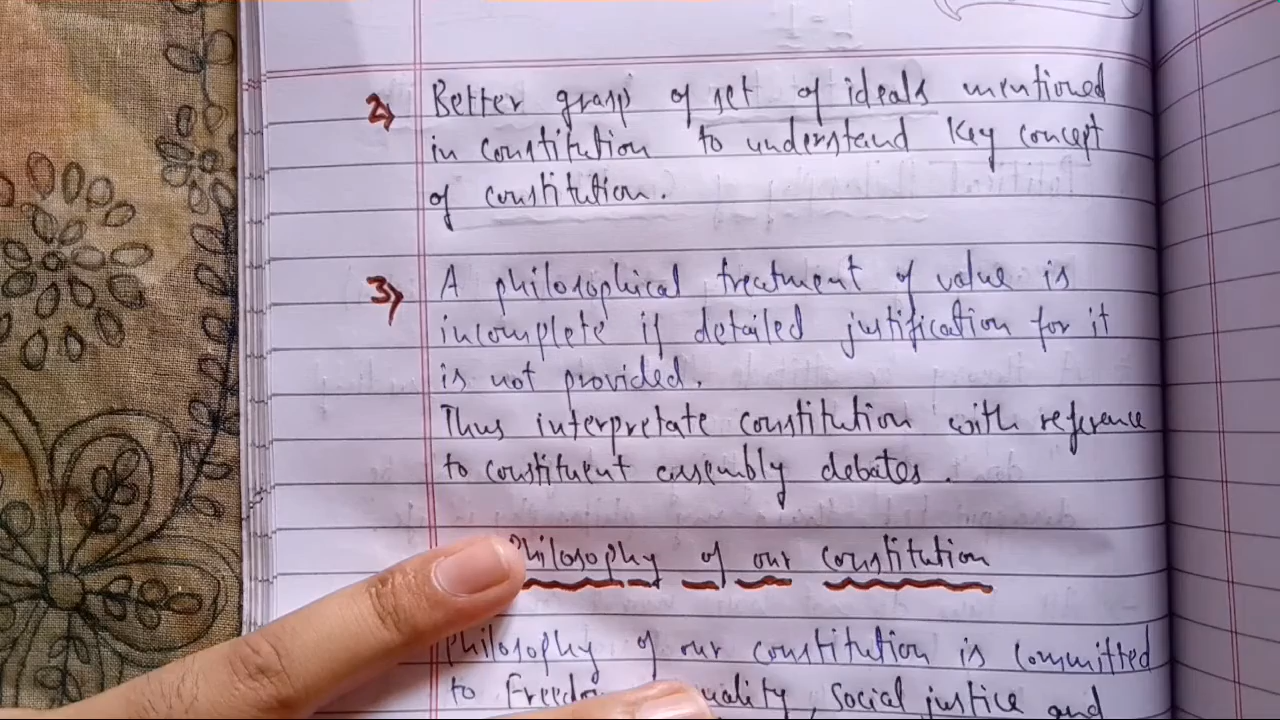 2) Better grasp of set of ideals mentioned
in constitution to understand key concept
of constitution.
3) A philosophical treatment of value is
incomplete if detailed justification for it
is not provided.
Thus interpretate constitution with reference
to constituent assembly debates.
Philosophy of our constitution
Philosophy of our constitution is committed
to social justice and